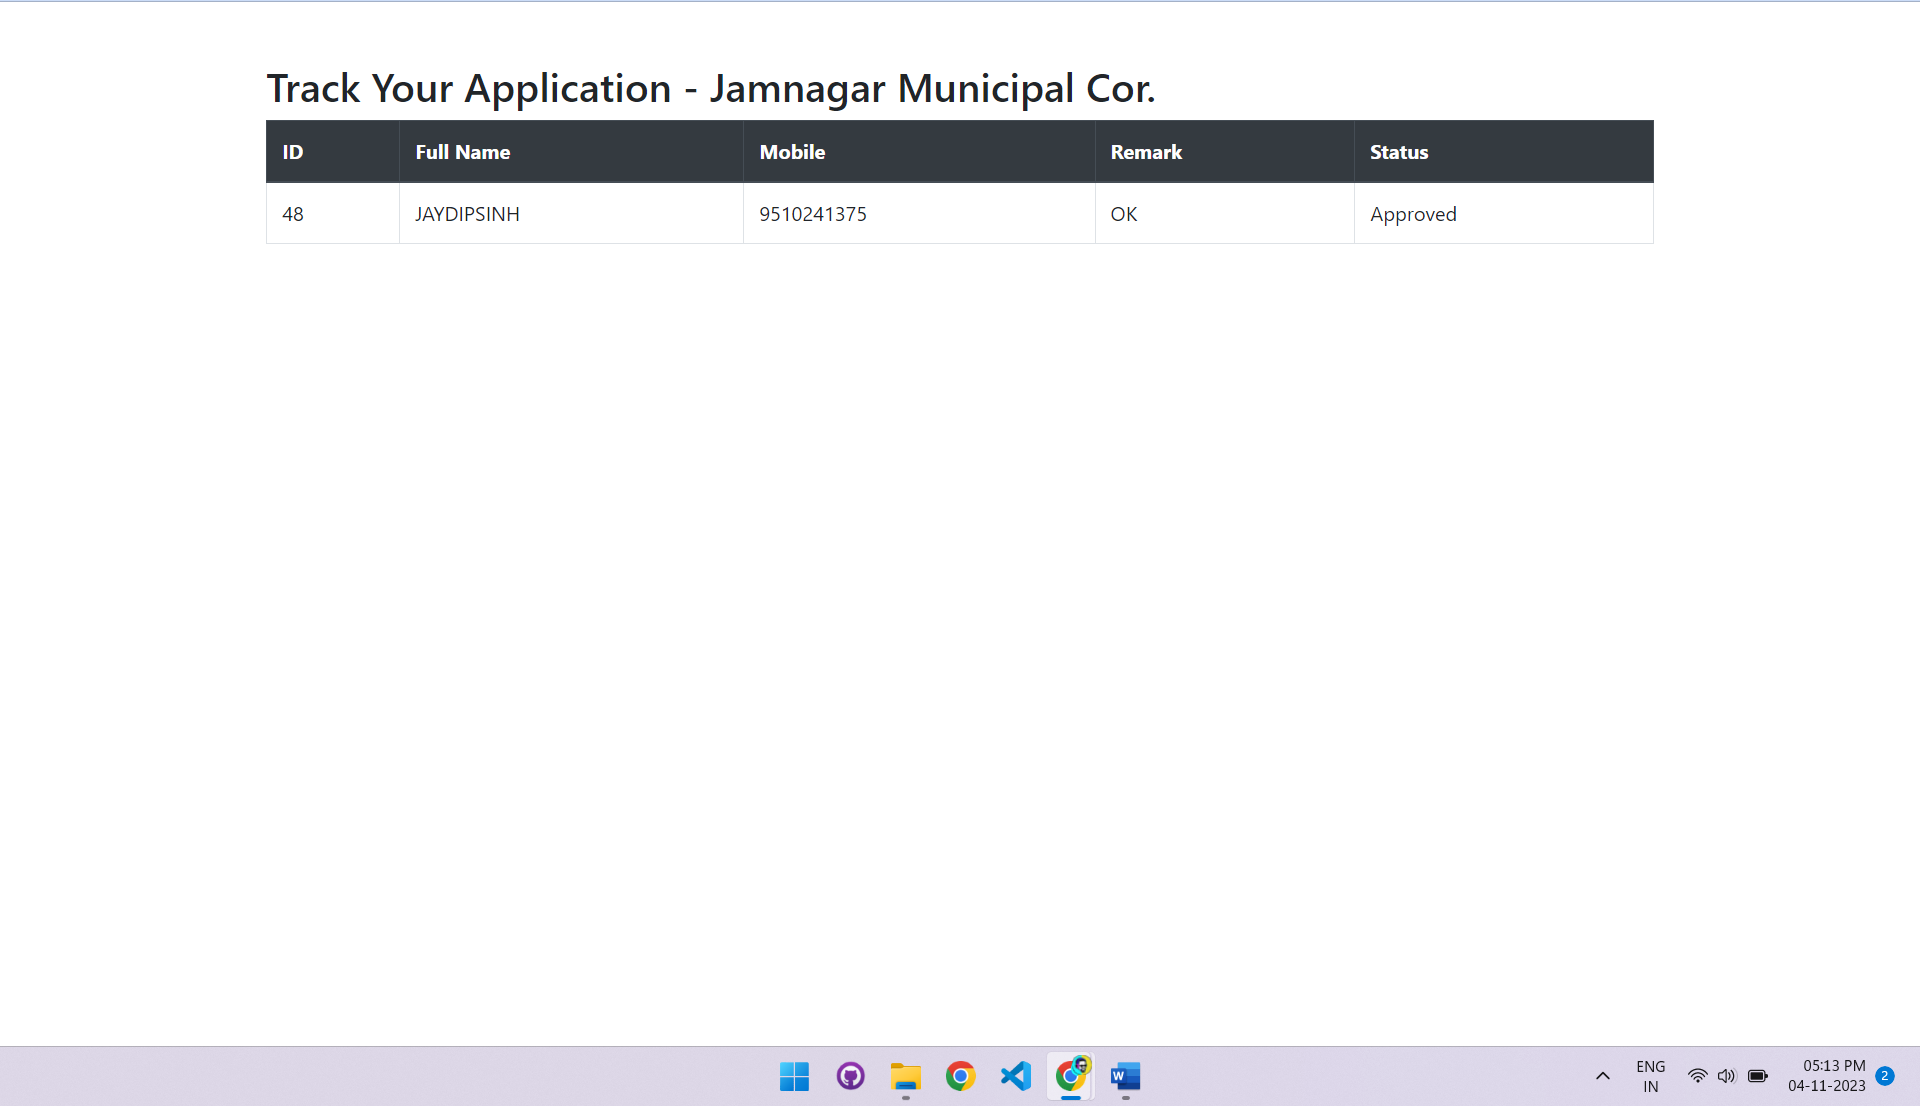 Track Your Application - Jamnagar Municipal Cor.
ID Full Name Mobile Remark Status
48 JAYDIPSINH 9510241375 OK Approved
W
ENG
IN
05:13 PM
04-11-2023
2